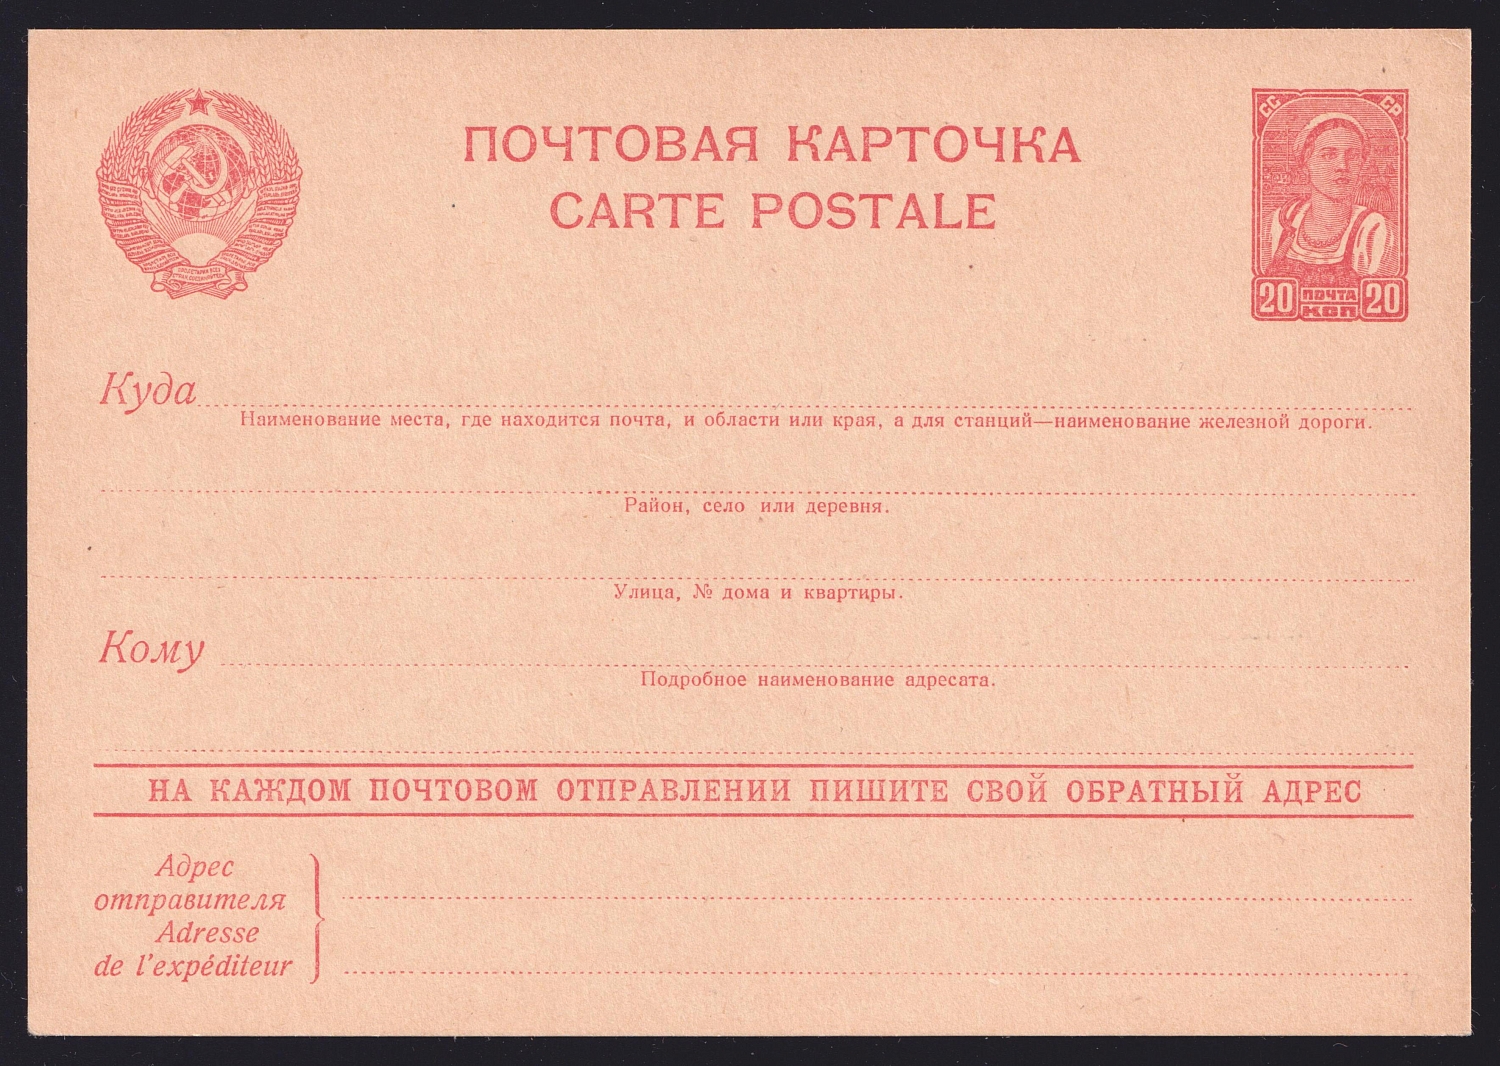 ПОЧТОВАЯ КАРТОЧКА
CARTE POSTALE
СС СР
20 ПОЧТА 20
КОП
Куда
Наименование места, где находится почта, и области или края, а для станций—наименование железной дороги.
Район, село или деревня.
Улица, № дома и квартиры.
Кому
Подробное наименование адресата.
НА КАЖДОМ ПОЧТОВОМ ОТПРАВЛЕНИИ ПИШИТЕ СВОЙ ОБРАТНЫЙ АДРЕС
Адрес
отправителя
Adresse
de l'expéditeur